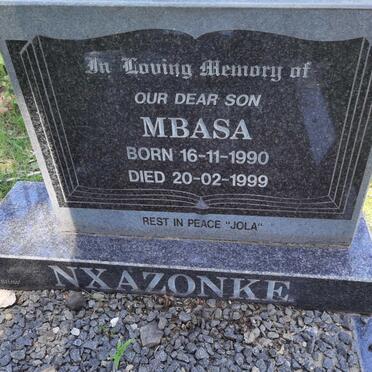 In Loving Memory of
OUR DEAR SON
MBASA
BORN 16-11-1990
DIED 20-02-1999
REST IN PEACE "JOLA"
NXAZONKE